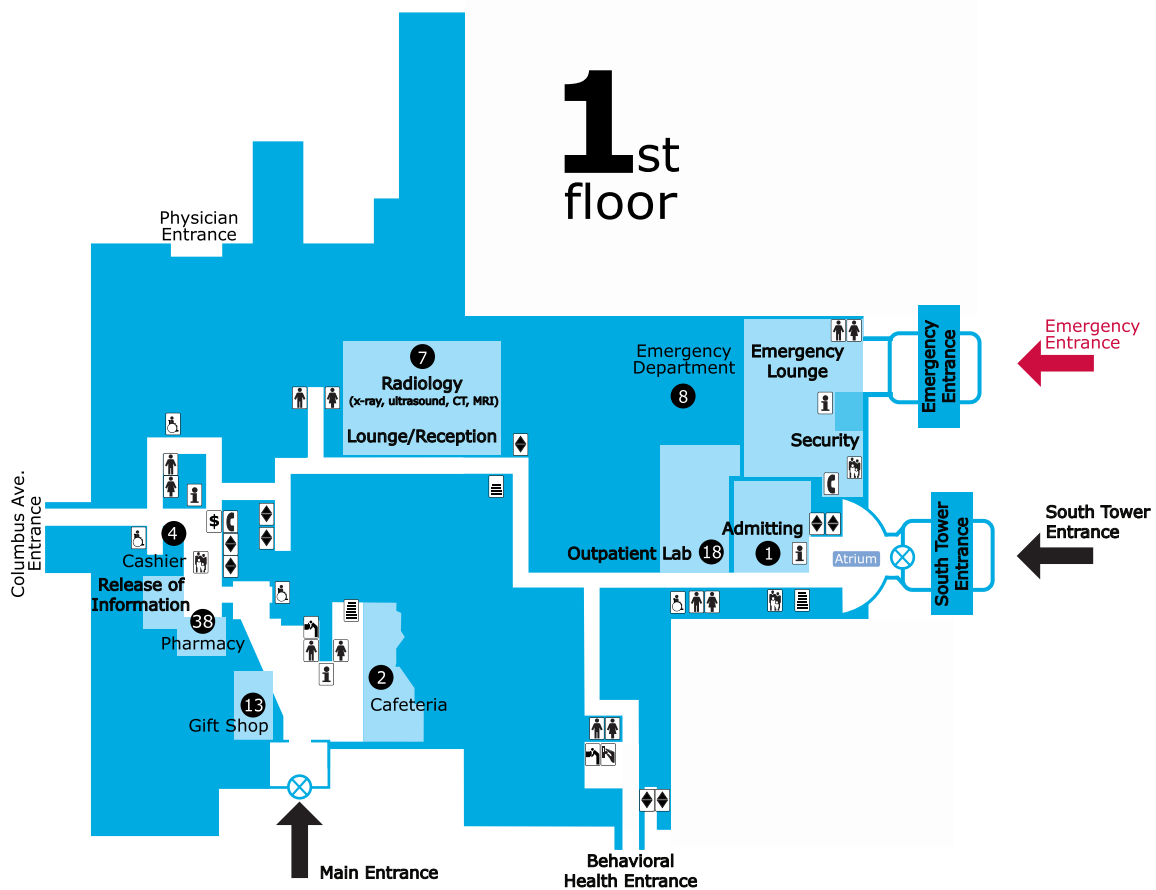 1st
floor
Physician
Entrance
7
Radiology
(x-ray, ultrasound, CT, MRI)
Lounge/Reception
Emergency
Department
8
Emergency
Lounge
Security
Emergency
Entrance
Emergency
Entrance
Columbus Ave.
Entrance
$
4
Cashier
Release of
Information
38
Pharmacy
13
Gift Shop
2
Cafeteria
Outpatient Lab
18
Admitting
1
Atrium
South Tower
Entrance
South Tower
Entrance
Main Entrance
Behavioral
Health Entrance
i
i
i
i